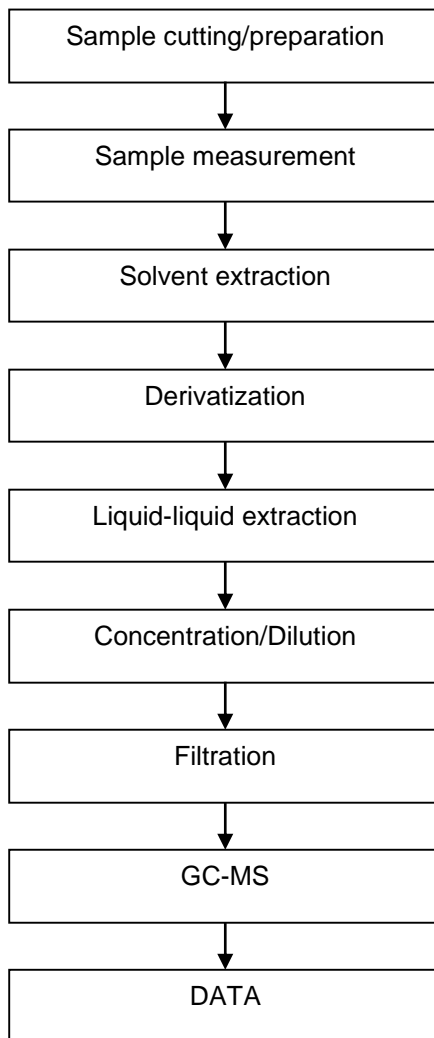 Sample cutting/preparation
Sample measurement
Solvent extraction
Derivatization
Liquid-liquid extraction
Concentration/Dilution
Filtration
GC-MS
DATA